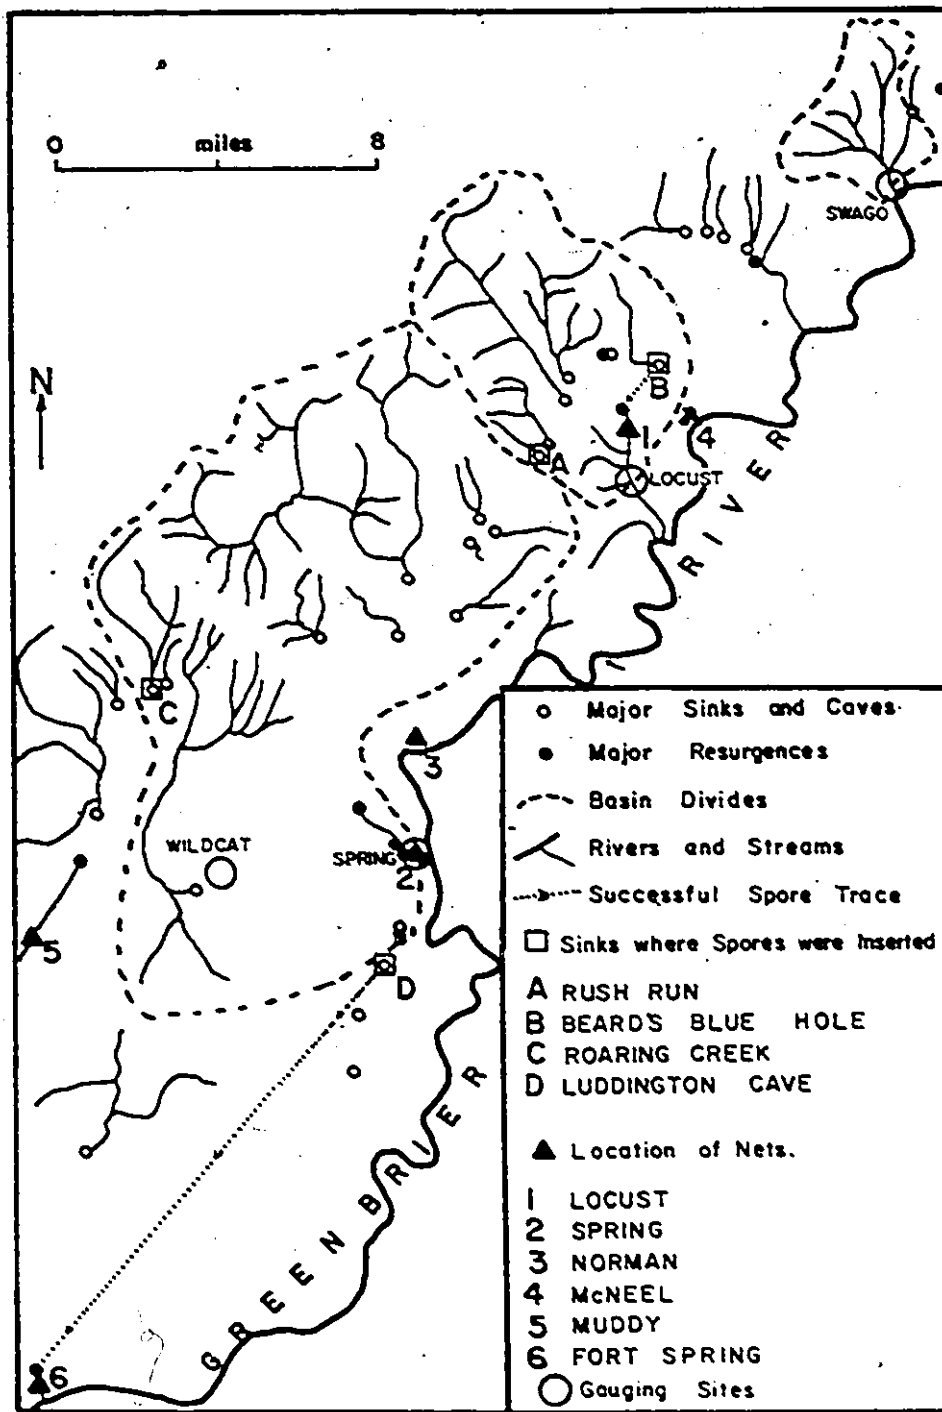 0 miles 8
SWAGO
N
B
1
4
A
LOCUST
RIVER
C
3
WILDCAT
SPRING
2
5
D
6
GREENBRIER
Major Sinks and Caves.
Major Resurgences
Basin Divides
Rivers and Streams
Successful Spore Trace
Sinks where Spores were Inserted
A RUSH RUN
B BEARD'S BLUE HOLE
C ROARING CREEK
D LUDDINGTON CAVE
Location of Nets.
1 LOCUST
2 SPRING
3 NORMAN
4 McNEEL
5 MUDDY
6 FORT SPRING
Gauging Sites